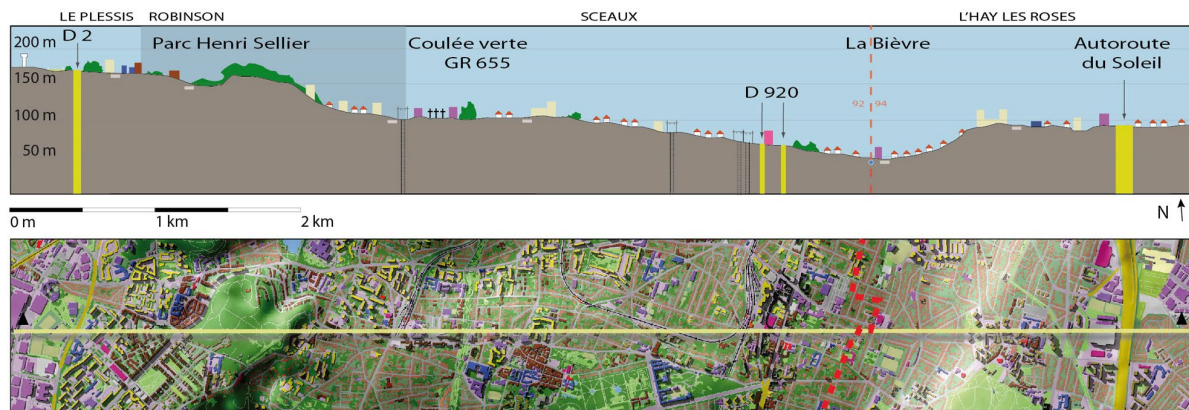 LE PLESSIS ROBINSON SCEAUX L'HAY LES ROSES
D 2 Parc Henri Sellier Coulée verte La Bièvre Autoroute
GR 655 du Soleil
200 m
150 m
D 920
92 94
100 m
50 m
0 m 1 km 2 km
N